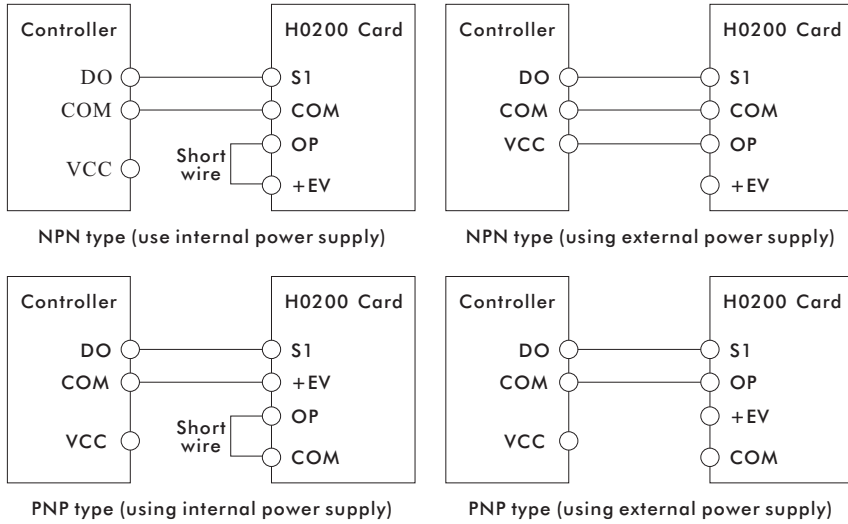 Controller
H0200 Card
DO
S1
COM
COM
OP
VCC
Short
wire
+EV
NPN type (use internal power supply)
Controller
H0200 Card
DO
S1
COM
COM
VCC
OP
+EV
NPN type (using external power supply)
Controller
H0200 Card
DO
S1
COM
+EV
OP
VCC
Short
wire
COM
PNP type (using internal power supply)
Controller
H0200 Card
DO
S1
COM
OP
+EV
VCC
COM
PNP type (using external power supply)